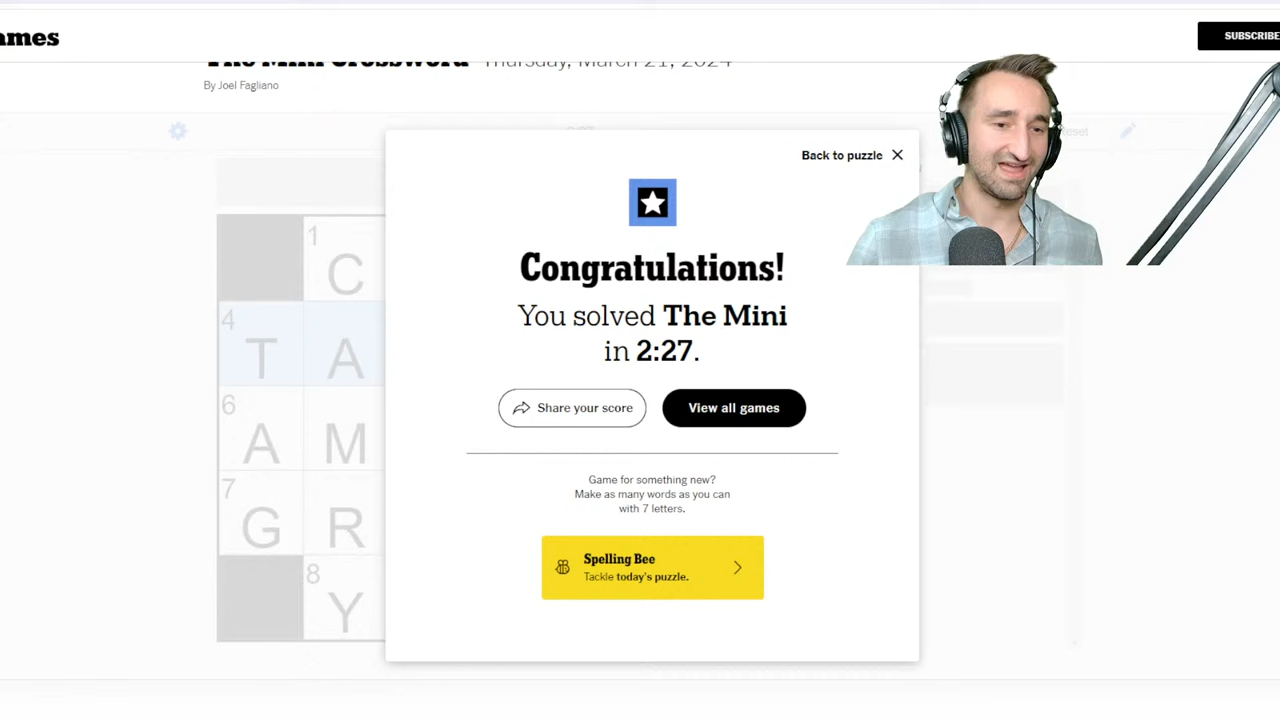 ames
SUBSCRIBE
The Mini Crossword Thursday, March 21, 2024
By Joel Fagliano
Reset
Back to puzzle
Congratulations!
You solved The Mini
in 2:27.
Share your score
View all games
Game for something new?
Make as many words as you can
with 7 letters.
Spelling Bee
Tackle today's puzzle.
1
C
4
T A
6
A M
7
G R
8
Y